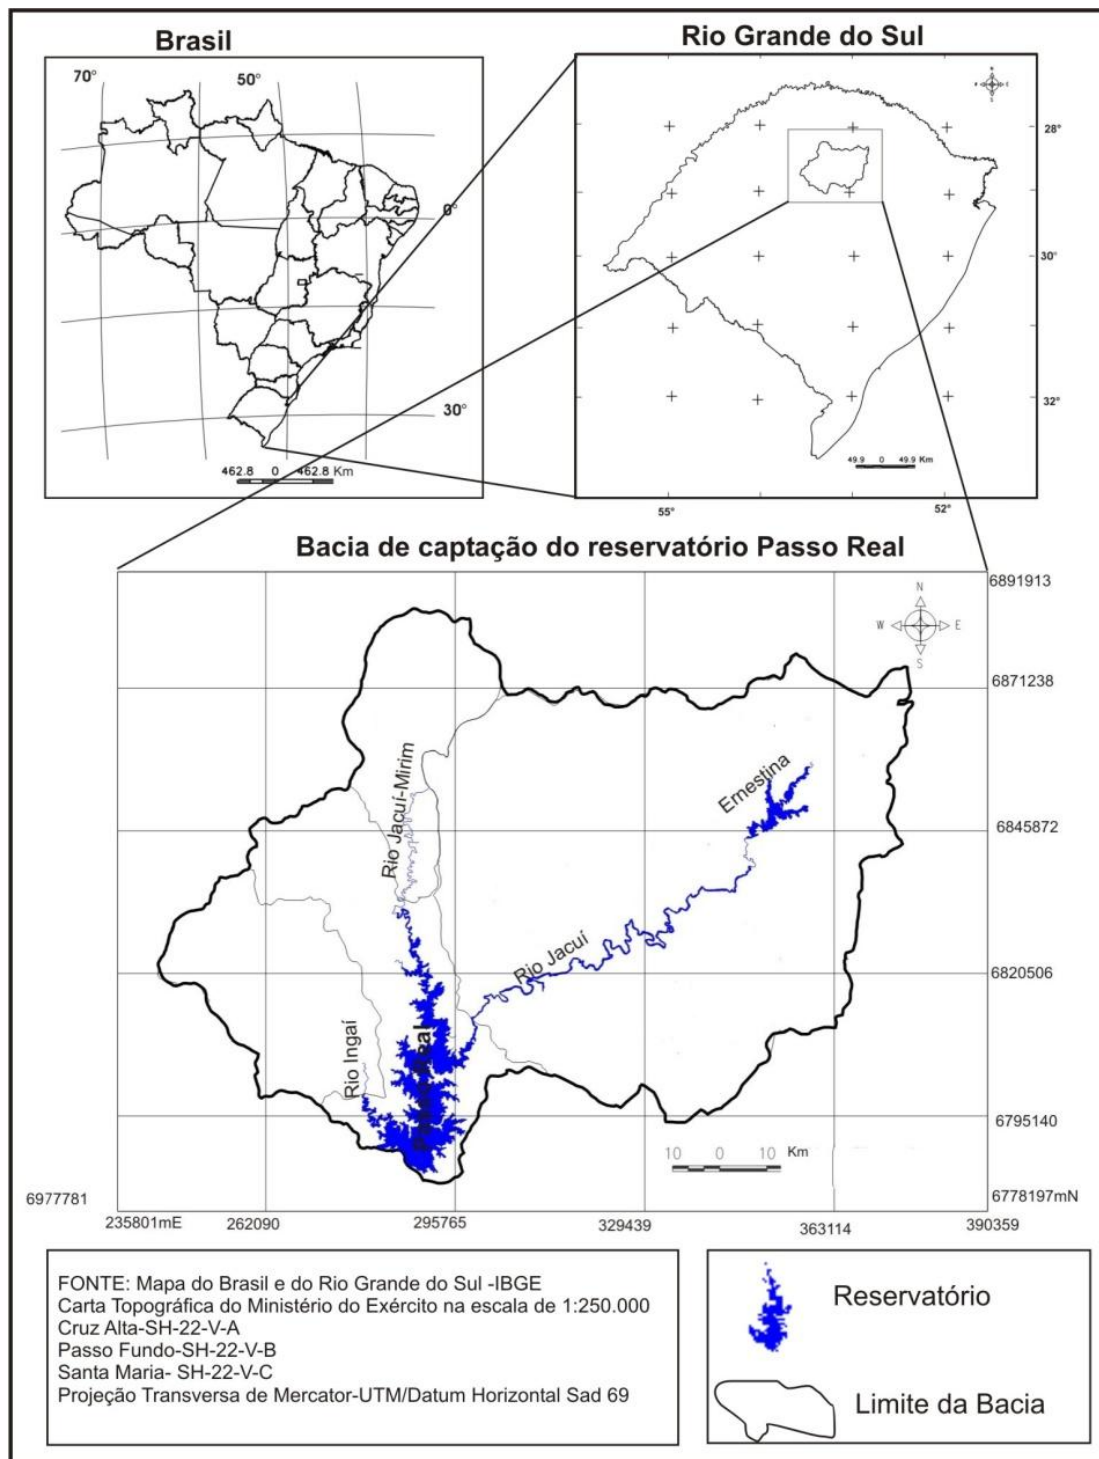 Brasil
70°
50°
0°
30°
462.8 0 462.8 Km
Rio Grande do Sul
N
W E
S
28°
30°
32°
49.9 0 49.9 Km
55°
52°
Bacia de captação do reservatório Passo Real
6891913
N
W E
S
6871238
Rio Jacuí-Mirim
Ernestina
6845872
Rio Jacuí
6820506
Rio Ingaí
Passo Real
6795140
10 0 10 Km
6977781
6778197mN
235801mE 262090 295765 329439 363114 390359
FONTE: Mapa do Brasil e do Rio Grande do Sul -IBGE
Carta Topográfica do Ministério do Exército na escala de 1:250.000
Cruz Alta-SH-22-V-A
Passo Fundo-SH-22-V-B
Santa Maria- SH-22-V-C
Projeção Transversa de Mercator-UTM/Datum Horizontal Sad 69
Reservatório
Limite da Bacia